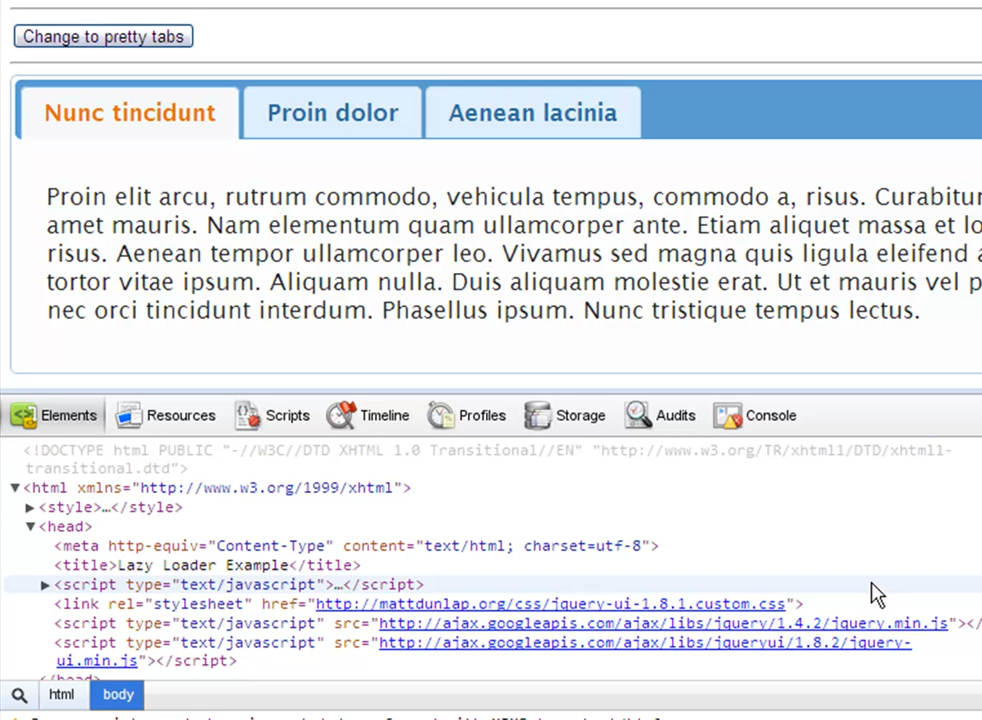 Change to pretty tabs
Nunc tincidunt Proin dolor Aenean lacinia
Proin elit arcu, rutrum commodo, vehicula tempus, commodo a, risus. Curabitur
amet mauris. Nam elementum quam ullamcorper ante. Etiam aliquet massa et lo
risus. Aenean tempor ullamcorper leo. Vivamus sed magna quis ligula eleifend a
tortor vitae ipsum. Aliquam nulla. Duis aliquam molestie erat. Ut et mauris vel p
nec orci tincidunt interdum. Phasellus ipsum. Nunc tristique tempus lectus.
Elements Resources Scripts Timeline Profiles Storage Audits Console
<!DOCTYPE html PUBLIC "-//W3C//DTD XHTML 1.0 Transitional//EN" "http://www.w3.org/TR/xhtml1/DTD/xhtml1-
transitional.dtd">
▼<html xmlns="http://www.w3.org/1999/xhtml">
▶<style>…</style>
▼<head>
<meta http-equiv="Content-Type" content="text/html; charset=utf-8">
<title>Lazy Loader Example</title>
▶<script type="text/javascript">…</script>
<link rel="stylesheet" href="http://mattdunlap.org/css/jquery-ui-1.8.1.custom.css">
<script type="text/javascript" src="http://ajax.googleapis.com/ajax/libs/jquery/1.4.2/jquery.min.js"></
<script type="text/javascript" src="http://ajax.googleapis.com/ajax/libs/jqueryui/1.8.2/jquery-
ui.min.js"></script>
</head>
html body